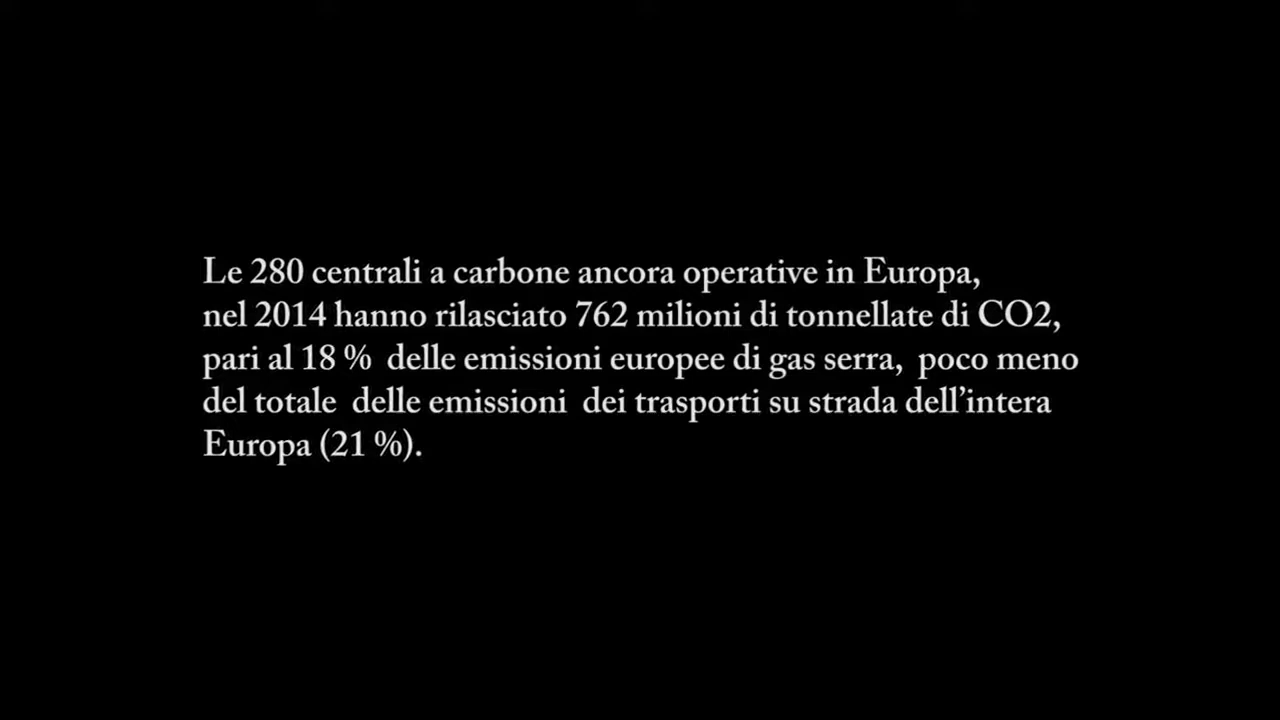 Le 280 centrali a carbone ancora operative in Europa,
nel 2014 hanno rilasciato 762 milioni di tonnellate di CO2,
pari al 18 %  delle emissioni europee di gas serra,  poco meno
del totale  delle emissioni  dei trasporti su strada dell’intera
Europa (21 %).